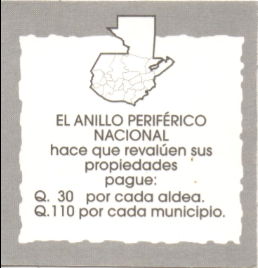 EL ANILLO PERIFÉRICO
NACIONAL
hace que revalúen sus
propiedades
pague:
Q. 30 por cada aldea.
Q.110 por cada municipio.